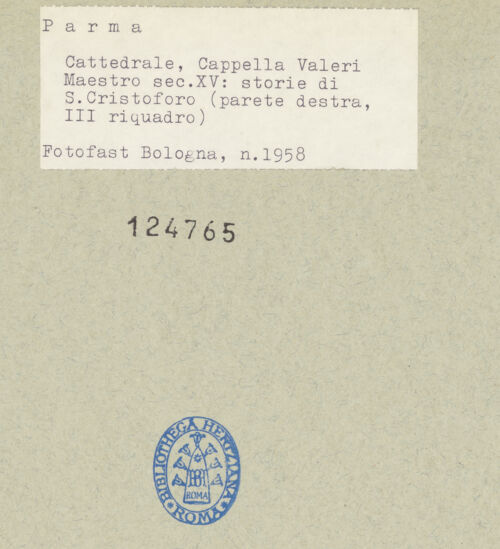 P a r m a
Cattedrale, Cappella Valeri
Maestro sec.XV: storie di
S.Cristoforo (parete destra,
III riquadro)
Fotofast Bologna, n.1958
124765
BIBLIOTHECA HERTZIANA
ROMA
ROMA